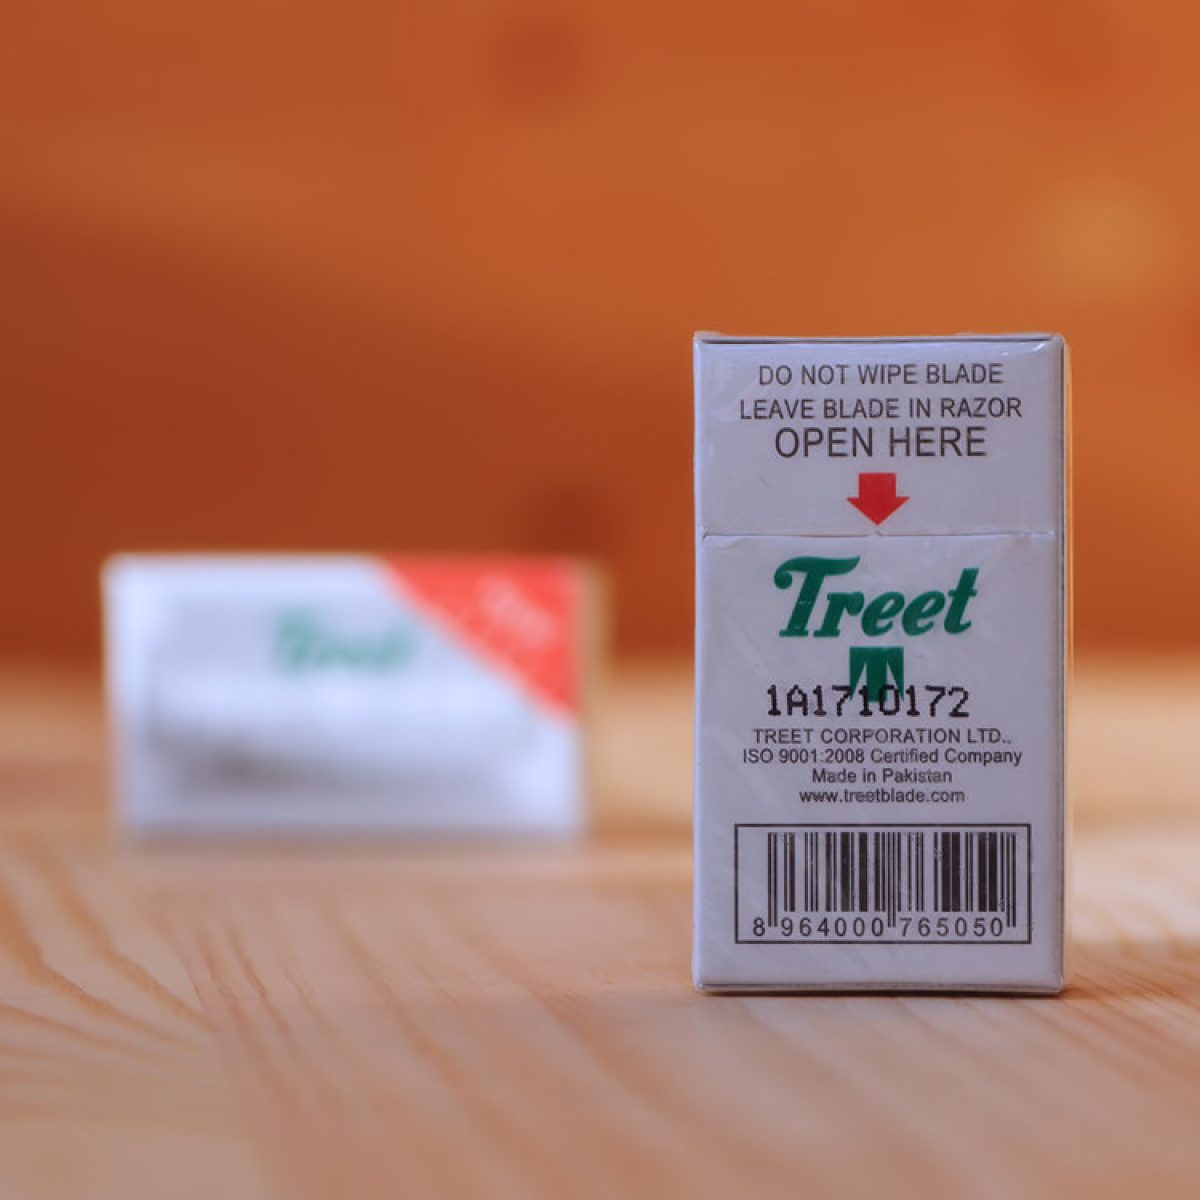 DO NOT WIPE BLADE
LEAVE BLADE IN RAZOR
OPEN HERE
Treet
1A1710172
TREET CORPORATION LTD.,
ISO 9001:2008 Certified Company
Made in Pakistan
www.treetblade.com
8 964000 765050
Treet